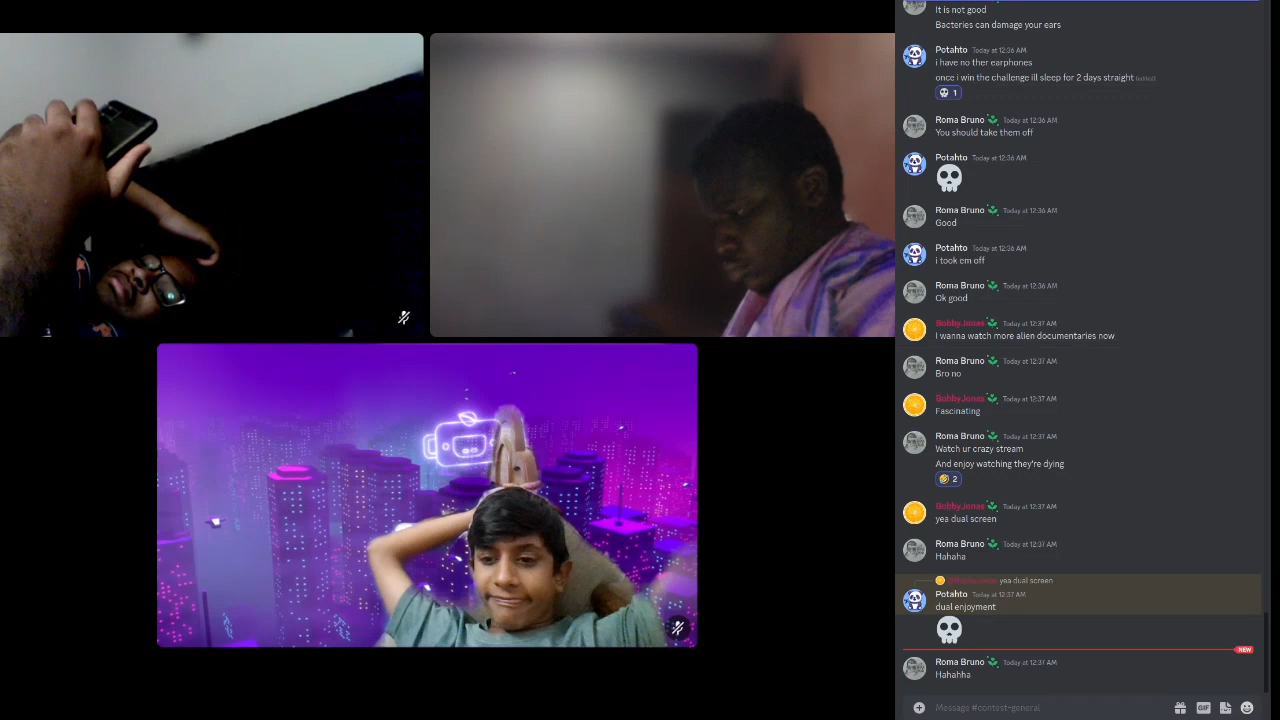 It is not good
Bacteries can damage your ears
Potahto Today at 12:36 AM
i have no ther earphones
once i win the challenge ill sleep for 2 days straight (edited)
1
Roma Bruno Today at 12:36 AM
You should take them off
Potahto Today at 12:36 AM
Roma Bruno Today at 12:36 AM
Good
Potahto Today at 12:36 AM
i took em off
Roma Bruno Today at 12:36 AM
Ok good
BobbyJonas Today at 12:37 AM
I wanna watch more alien documentaries now
Roma Bruno Today at 12:37 AM
Bro no
BobbyJonas Today at 12:37 AM
Fascinating
Roma Bruno Today at 12:37 AM
Watch ur crazy stream
And enjoy watching they're dying
2
BobbyJonas Today at 12:37 AM
yea dual screen
Roma Bruno Today at 12:37 AM
Hahaha
yea dual screen
Potahto Today at 12:37 AM
dual enjoyment
NEW
Roma Bruno Today at 12:37 AM
Hahahha
Message #contest-general
GIF